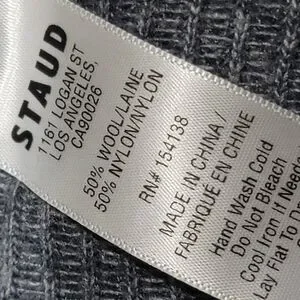 STAUD
1161 LOGAN ST
LOS ANGELES,
CA90026
50% WOOL/LAINE
50% NYLON/NYLON
RN# 154138
MADE IN CHINA /
FABRIQUÉ EN CHINE
Hand Wash Cold
Do Not Bleach
Cool Iron if Need
Lay Flat To